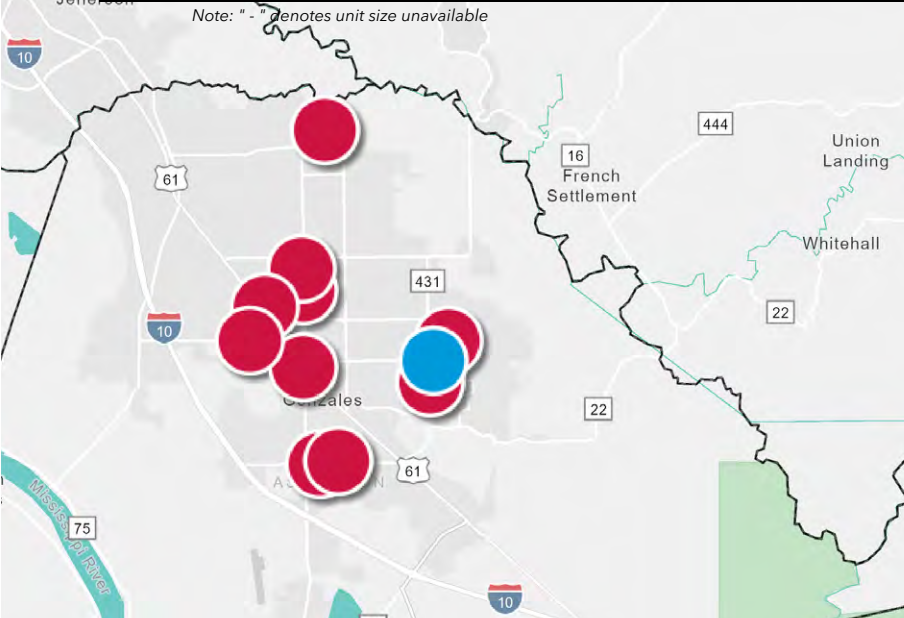 Note: " - " denotes unit size unavailable
10
444
Union
Landing
16
French
Settlement
61
Whitehall
431
22
10
Gonzales
22
61
75
Mississippi River
10